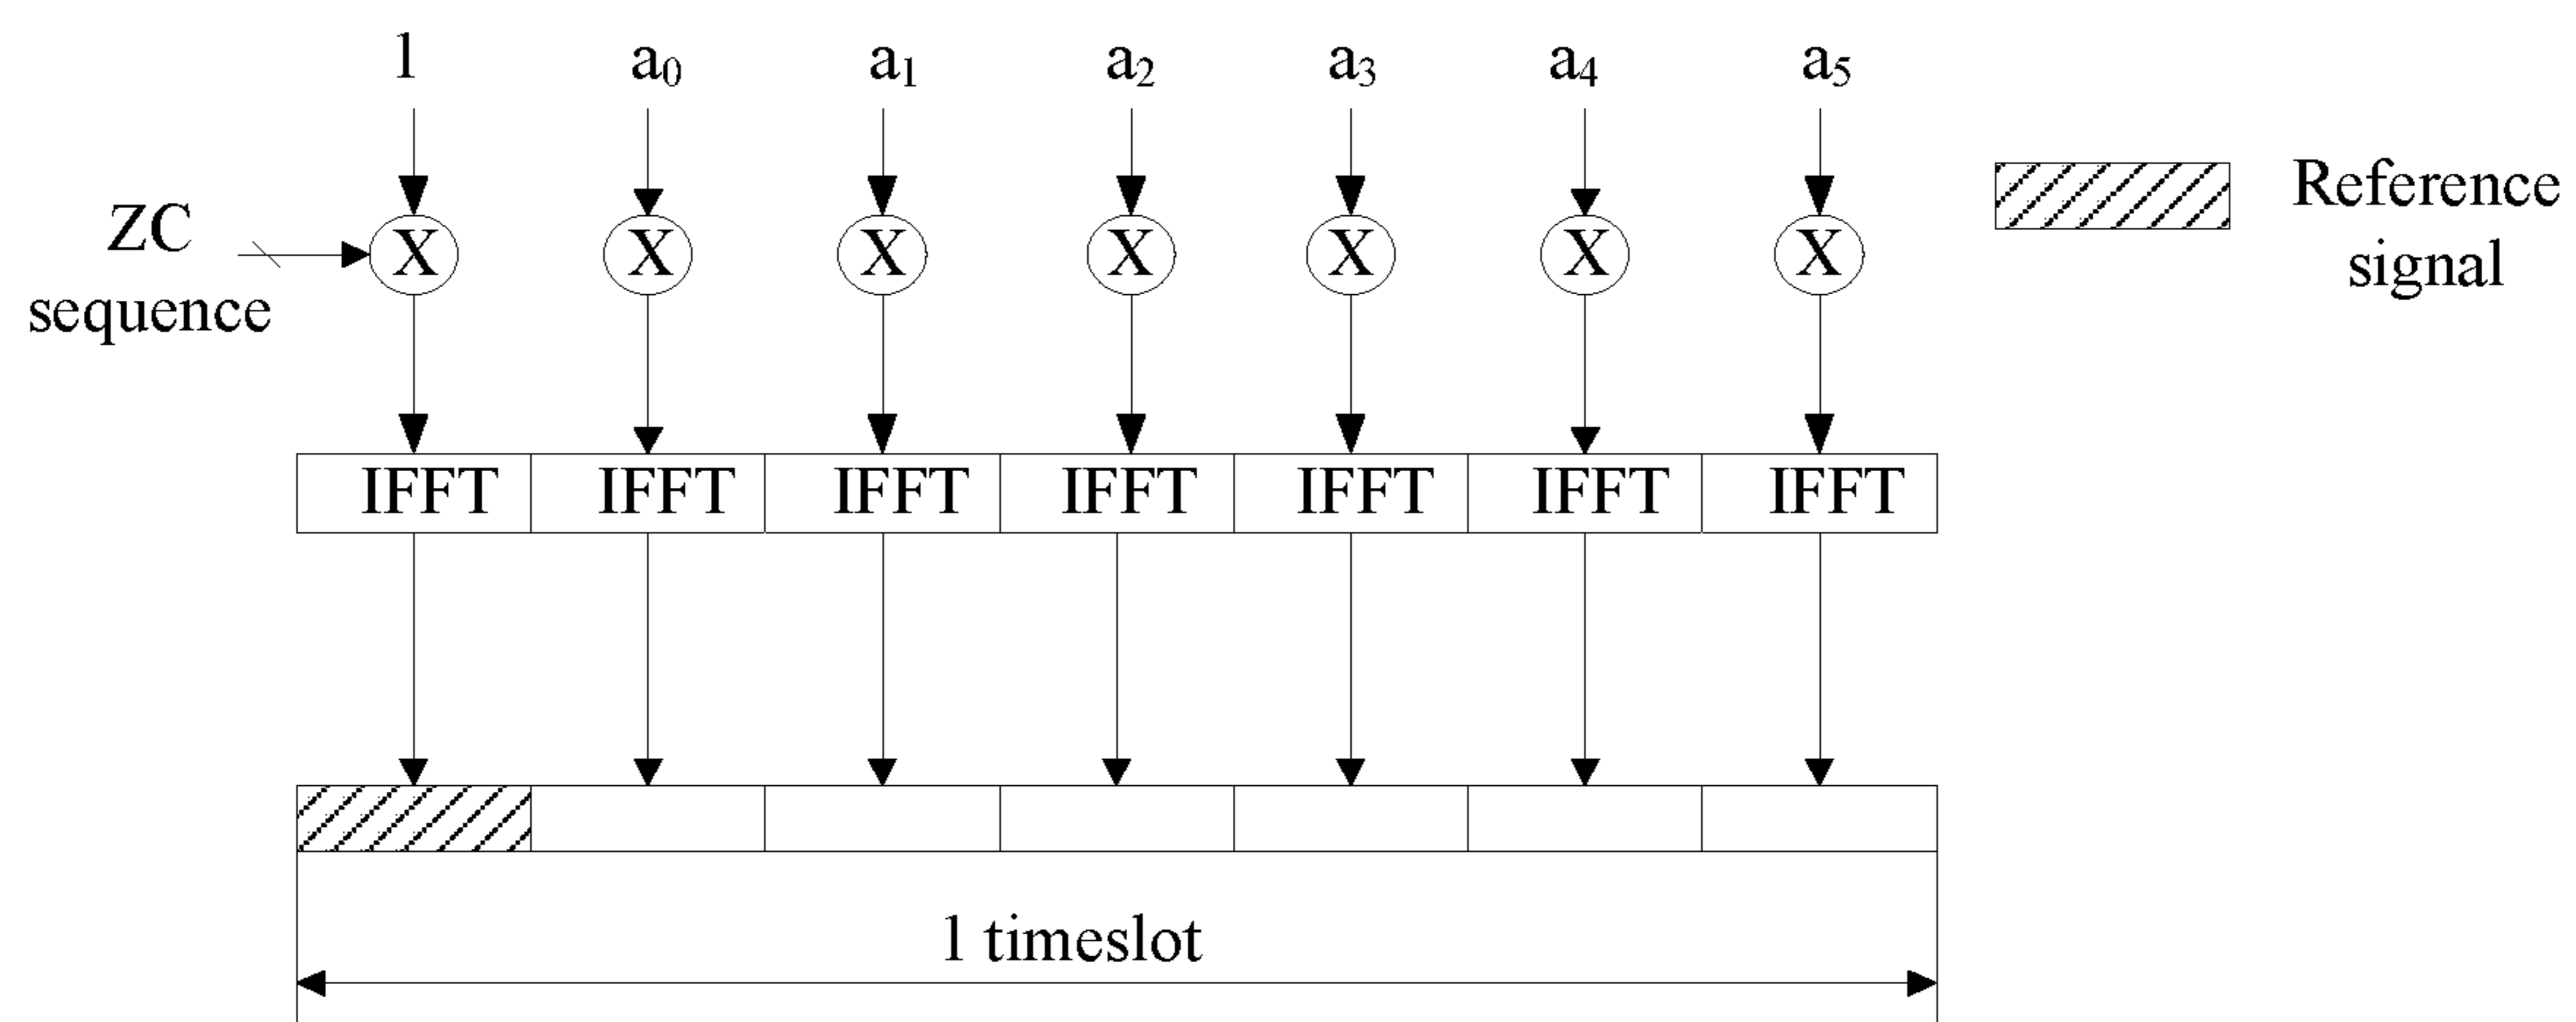 1 a₀ a₁ a₂ a₃ a₄ a₅
ZC
sequence
X X X X X X X
Reference
signal
IFFT IFFT IFFT IFFT IFFT IFFT IFFT
1 timeslot